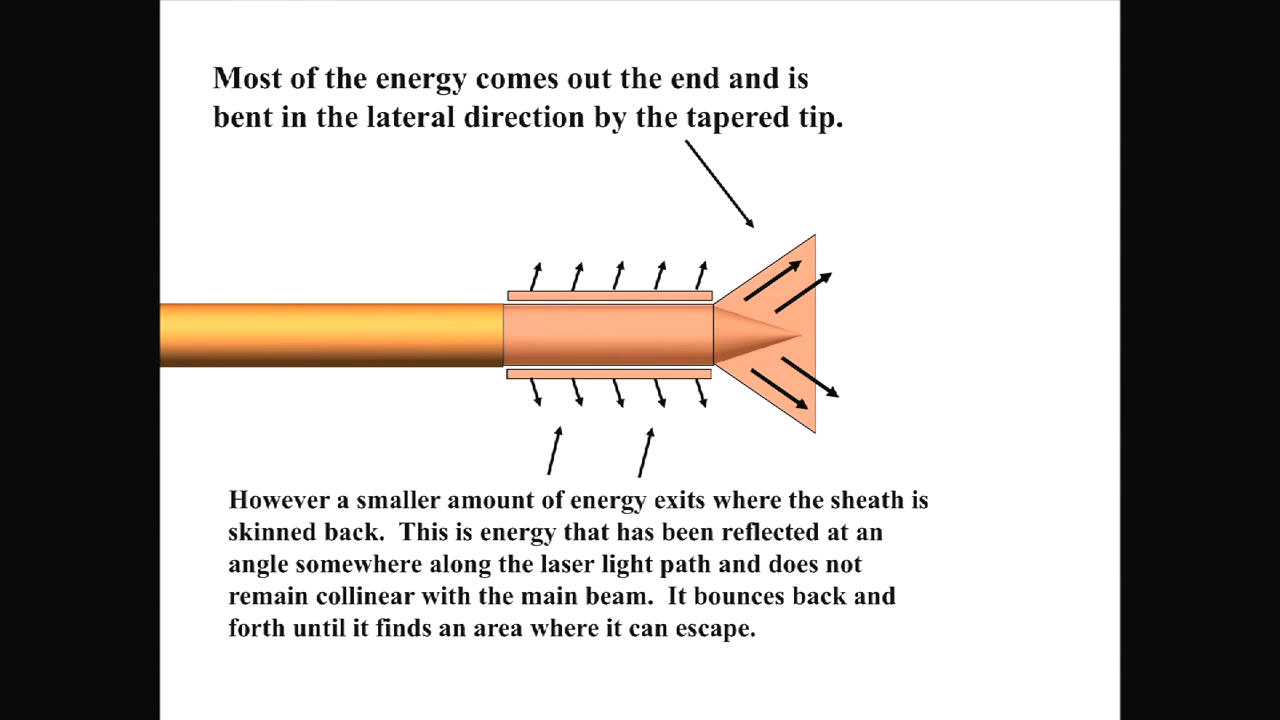 Most of the energy comes out the end and is
bent in the lateral direction by the tapered tip.
However a smaller amount of energy exits where the sheath is
skinned back.  This is energy that has been reflected at an
angle somewhere along the laser light path and does not
remain collinear with the main beam.  It bounces back and
forth until it finds an area where it can escape.